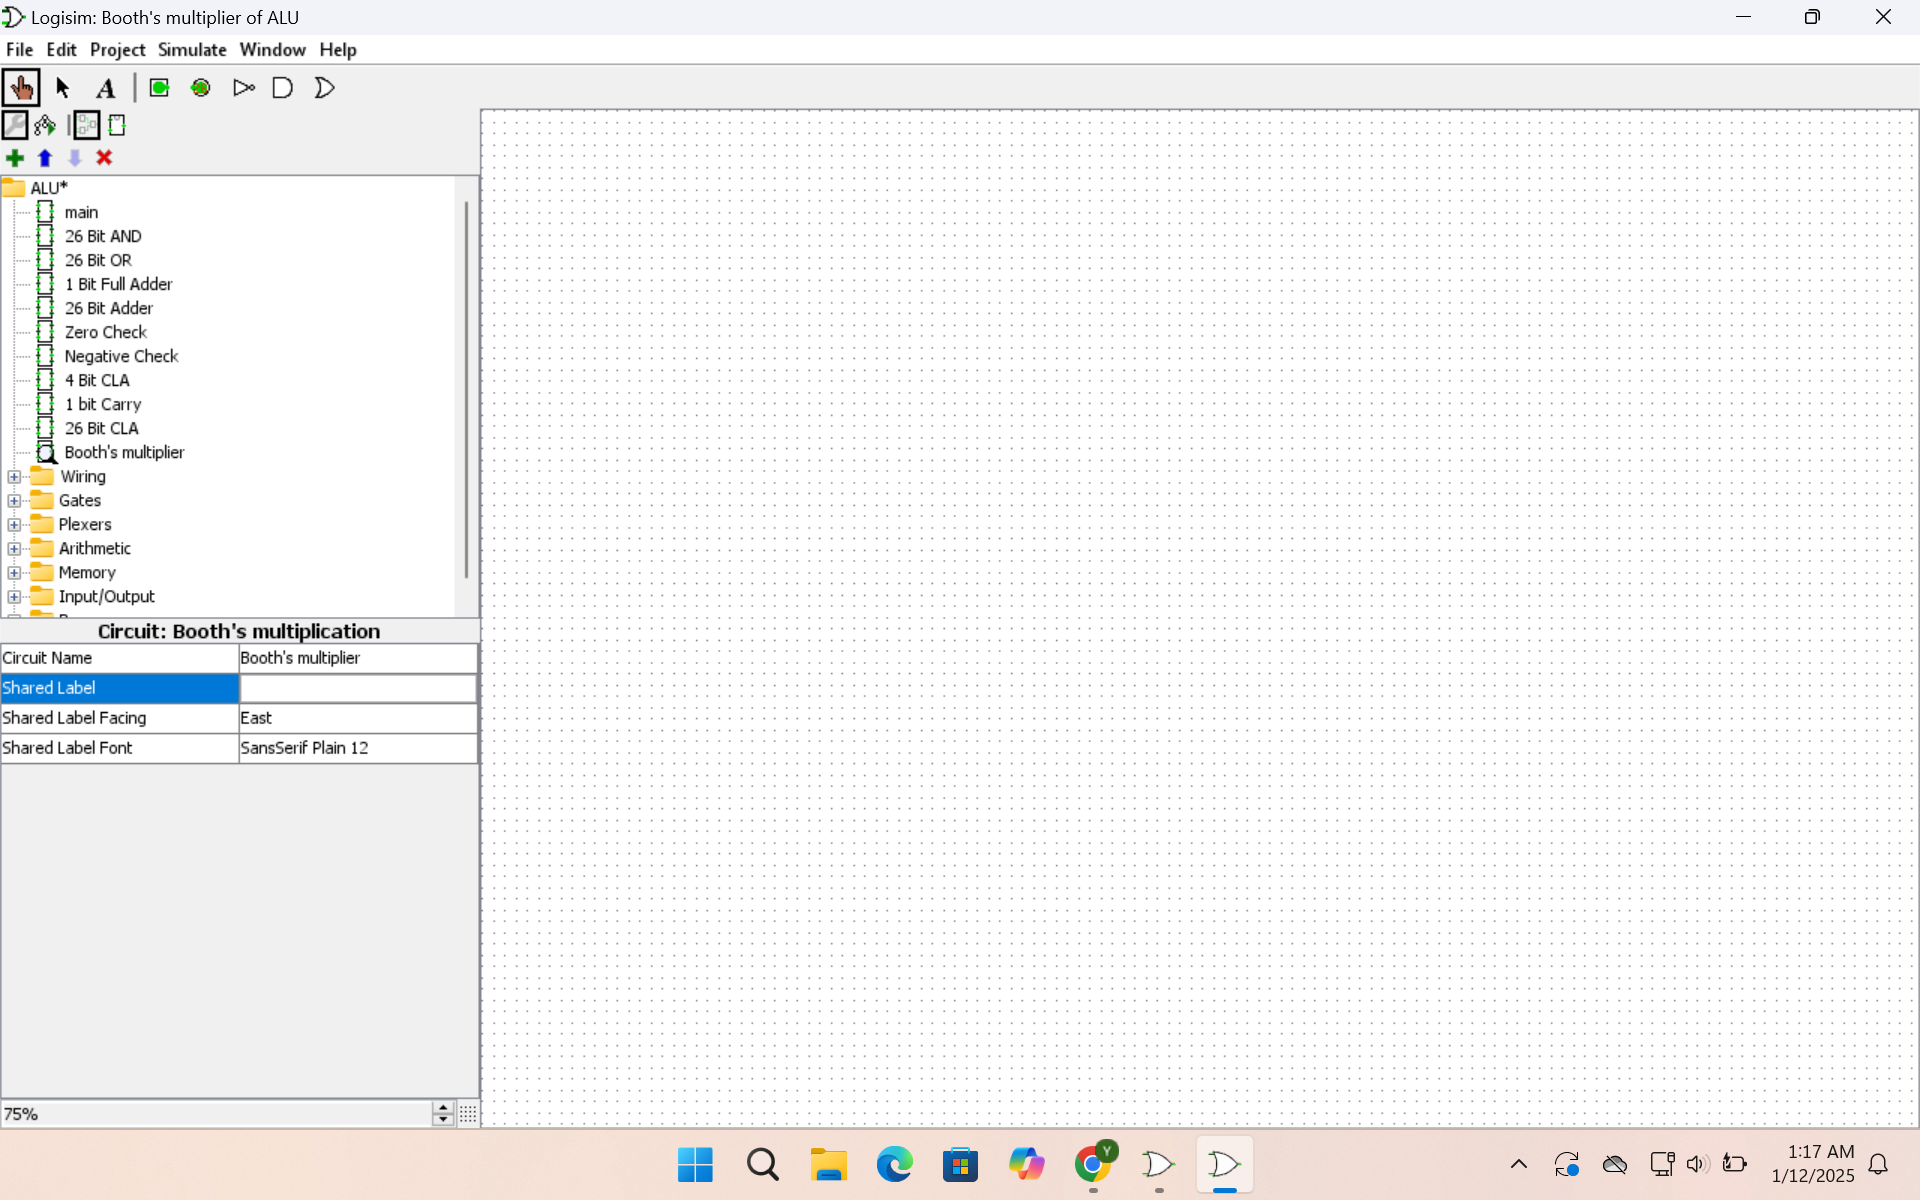 Logisim: Booth's multiplier of ALU
File Edit Project Simulate Window Help
A
ALU*
main
26 Bit AND
26 Bit OR
1 Bit Full Adder
26 Bit Adder
Zero Check
Negative Check
4 Bit CLA
1 bit Carry
26 Bit CLA
Booth's multiplier
Wiring
Gates
Plexers
Arithmetic
Memory
Input/Output
Circuit: Booth's multiplication
Circuit Name Booth's multiplier
Shared Label
Shared Label Facing East
Shared Label Font SansSerif Plain 12
75%
Y
1:17 AM
1/12/2025